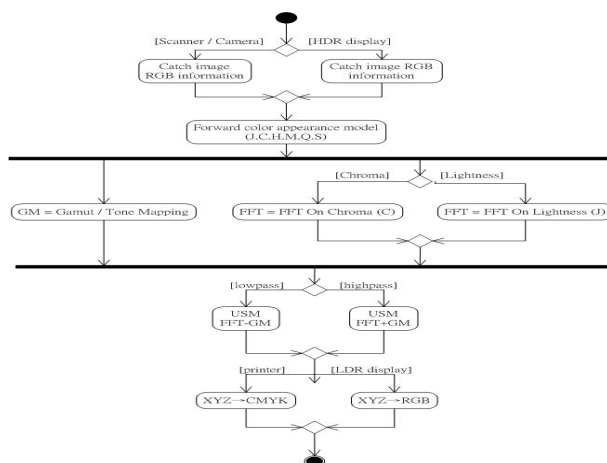 [Scanner / Camera]
[HDR display]
Catch image
RGB information
Catch image RGB
information
Forward color appearance model
(J.C.H.M.Q.S)
[Chroma]
[Lightness]
GM = Gamut / Tone Mapping
FFT = FFT On Chroma (C)
FFT = FFT On Lightness (J)
[lowpass]
[highpass]
USM
FFT-GM
USM
FFT+GM
[printer]
[LDR display]
XYZ→CMYK
XYZ→RGB